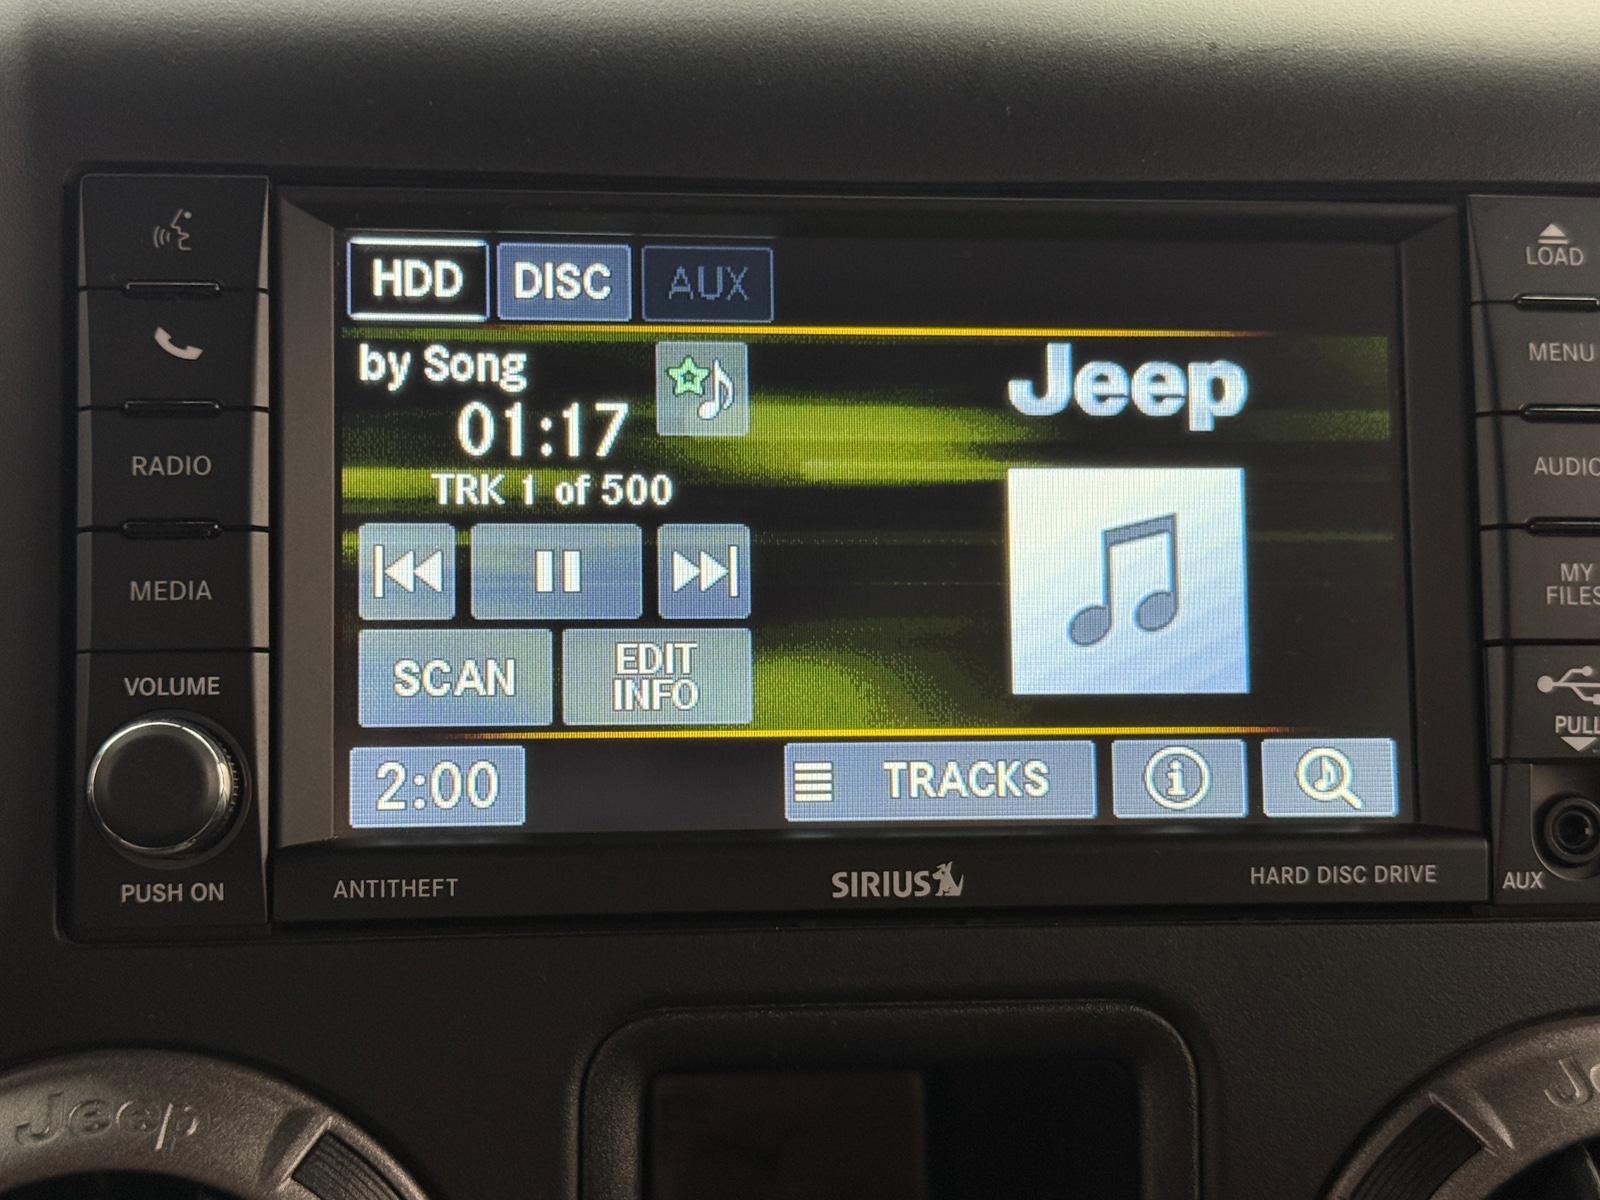 HDD DISC AUX
by Song
01:17
TRK 1 of 500
SCAN
EDIT
INFO
Jeep
2:00
TRACKS
RADIO
MEDIA
VOLUME
PUSH ON
ANTITHEFT
SIRIUS
HARD DISC DRIVE
LOAD
MENU
AUDIO
MY
FILES
PULL
AUX
Jeep